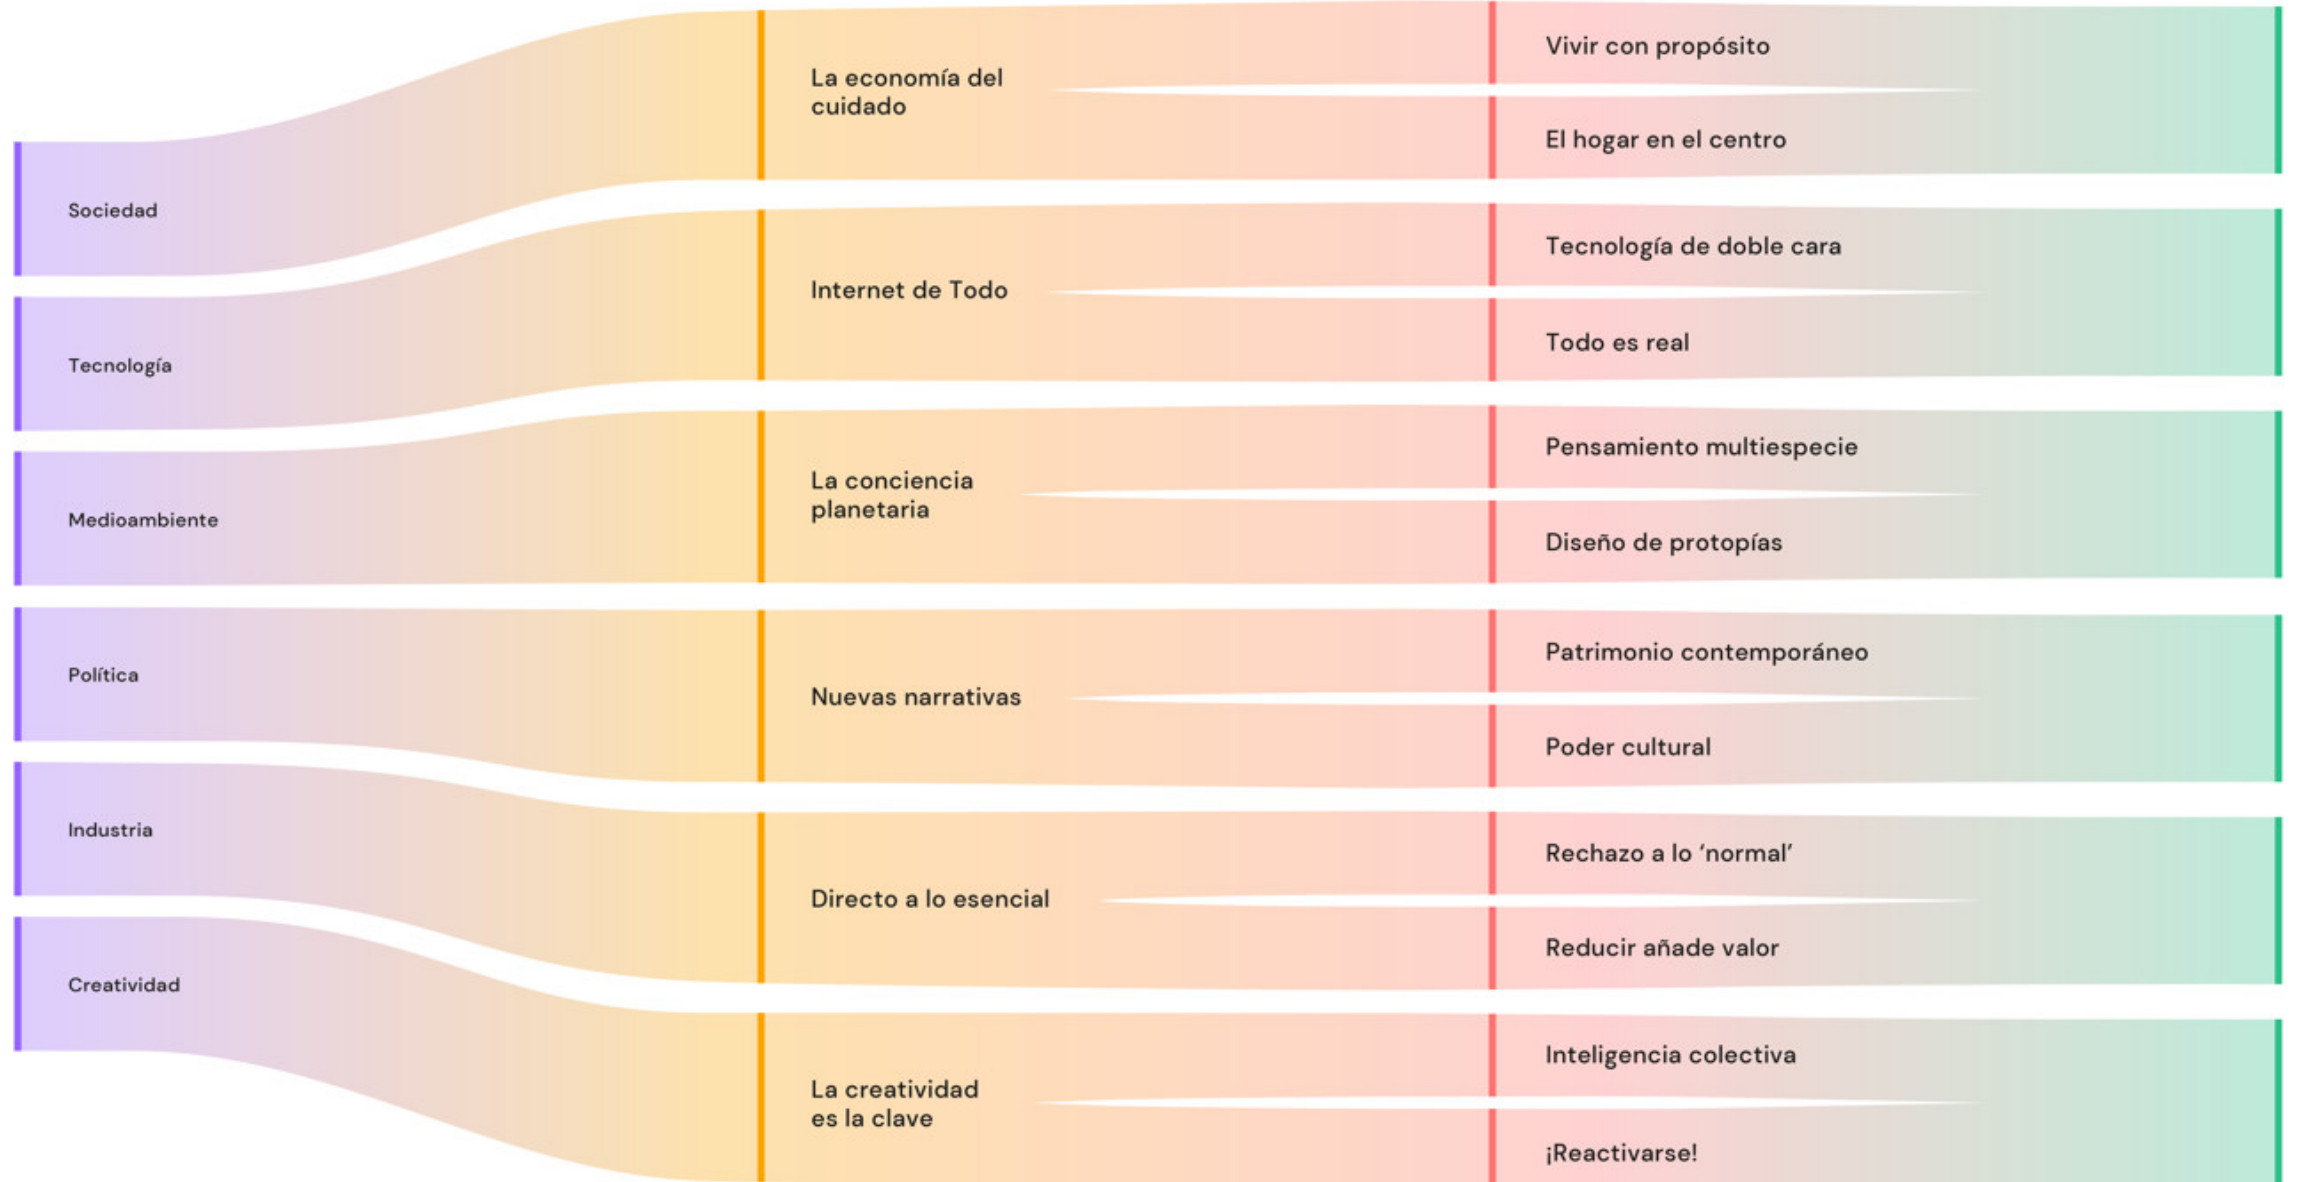 Sociedad
Tecnología
Medioambiente
Política
Industria
Creatividad
La economía del
cuidado
Internet de Todo
La conciencia
planetaria
Nuevas narrativas
Directo a lo esencial
La creatividad
es la clave
Vivir con propósito
El hogar en el centro
Tecnología de doble cara
Todo es real
Pensamiento multiespecie
Diseño de protopías
Patrimonio contemporáneo
Poder cultural
Rechazo a lo ‘normal’
Reducir añade valor
Inteligencia colectiva
¡Reactivarse!